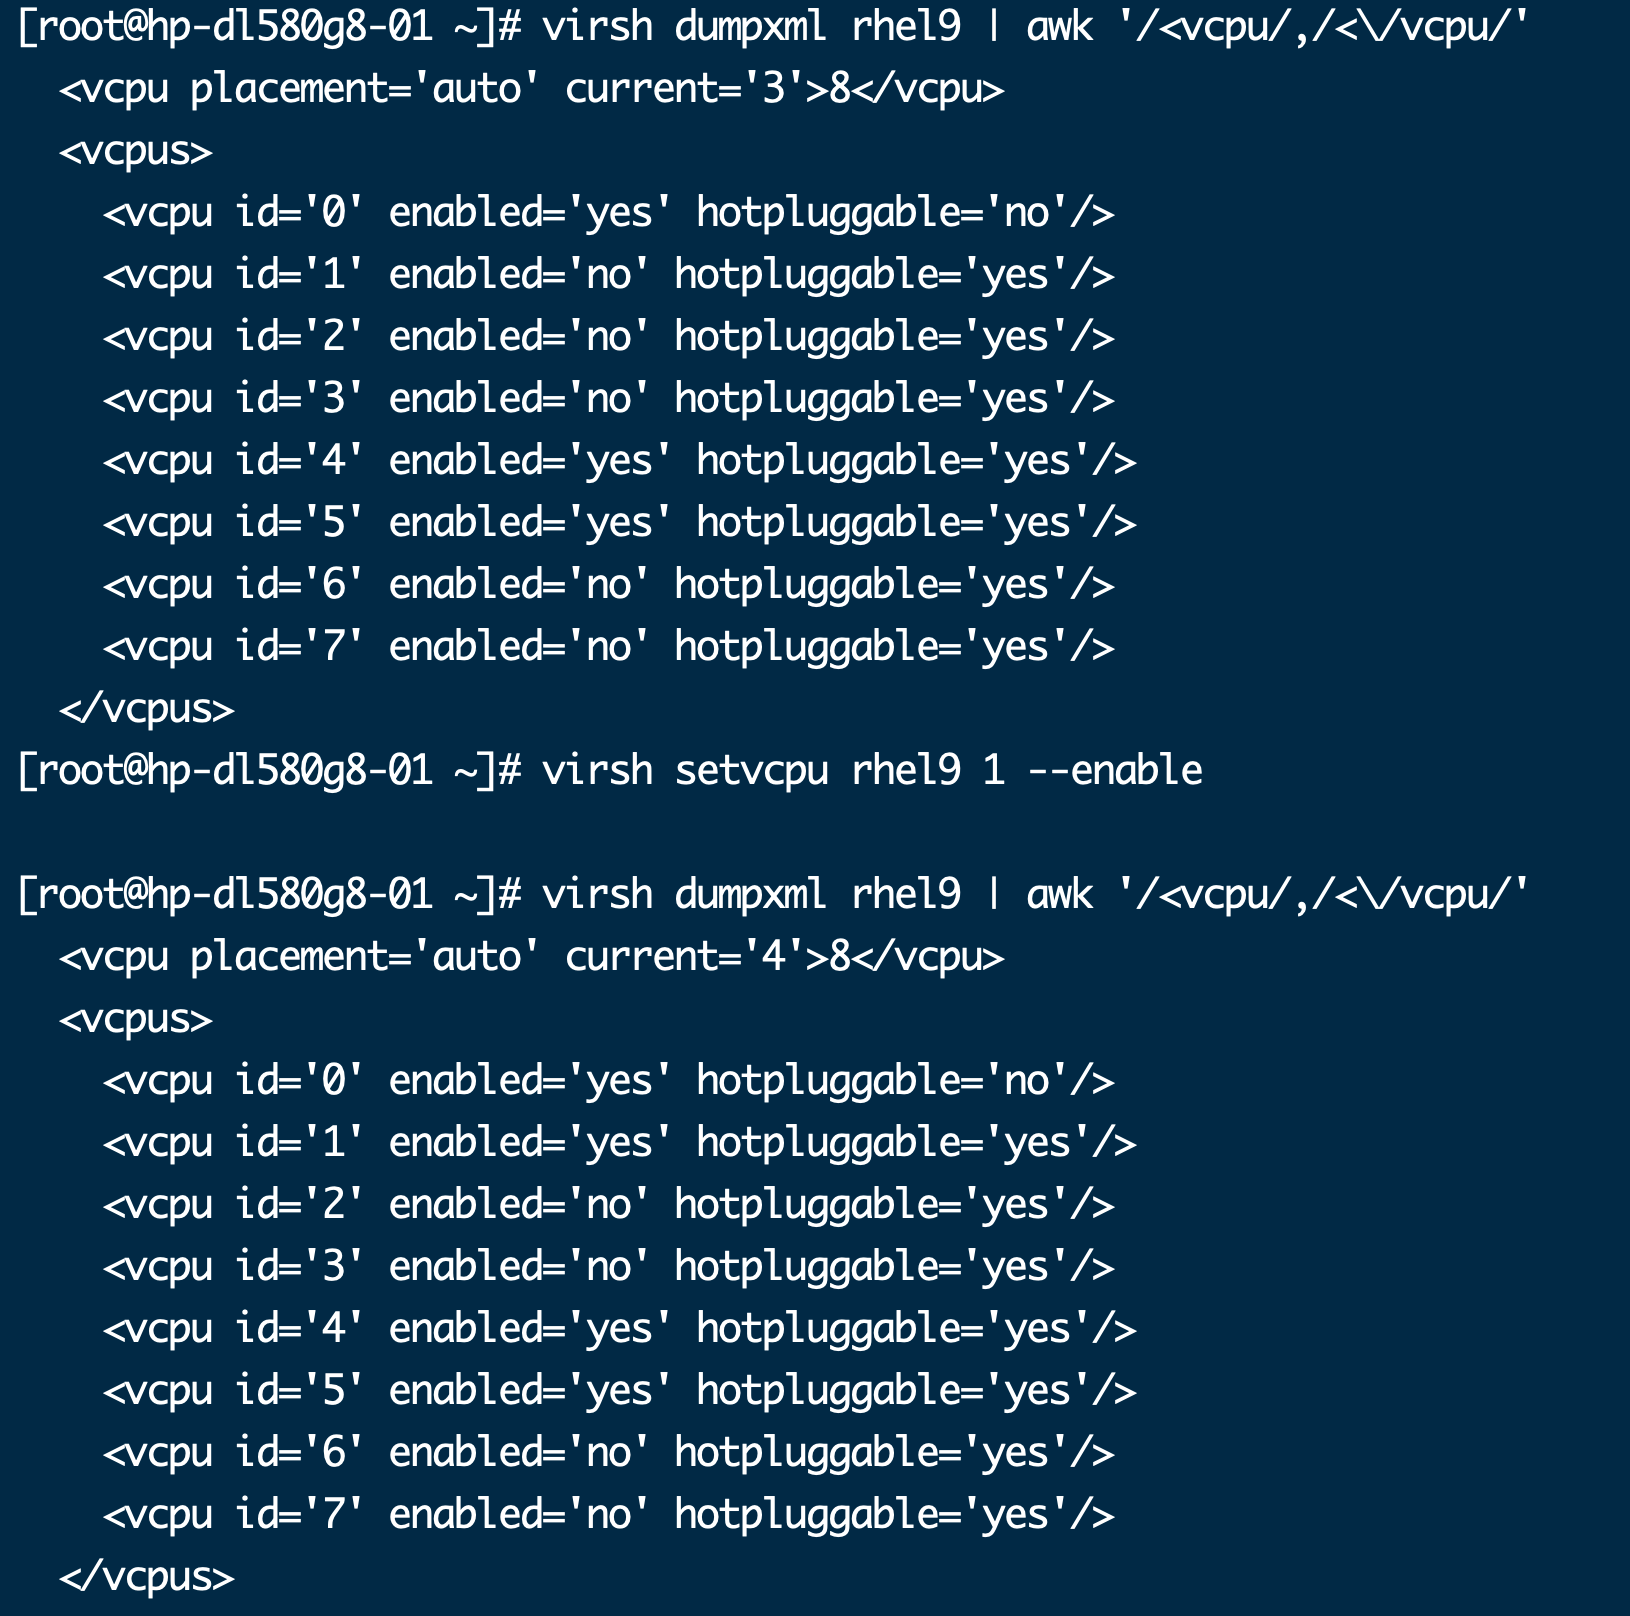 [root@hp-dl580g8-01 ~]# virsh dumpxml rhel9 | awk '/<vcpu/,/<\/vcpu/'
  <vcpu placement='auto' current='3'>8</vcpu>
  <vcpus>
    <vcpu id='0' enabled='yes' hotpluggable='no'/>
    <vcpu id='1' enabled='no' hotpluggable='yes'/>
    <vcpu id='2' enabled='no' hotpluggable='yes'/>
    <vcpu id='3' enabled='no' hotpluggable='yes'/>
    <vcpu id='4' enabled='yes' hotpluggable='yes'/>
    <vcpu id='5' enabled='yes' hotpluggable='yes'/>
    <vcpu id='6' enabled='no' hotpluggable='yes'/>
    <vcpu id='7' enabled='no' hotpluggable='yes'/>
  </vcpus>
[root@hp-dl580g8-01 ~]# virsh setvcpu rhel9 1 --enable

[root@hp-dl580g8-01 ~]# virsh dumpxml rhel9 | awk '/<vcpu/,/<\/vcpu/'
  <vcpu placement='auto' current='4'>8</vcpu>
  <vcpus>
    <vcpu id='0' enabled='yes' hotpluggable='no'/>
    <vcpu id='1' enabled='yes' hotpluggable='yes'/>
    <vcpu id='2' enabled='no' hotpluggable='yes'/>
    <vcpu id='3' enabled='no' hotpluggable='yes'/>
    <vcpu id='4' enabled='yes' hotpluggable='yes'/>
    <vcpu id='5' enabled='yes' hotpluggable='yes'/>
    <vcpu id='6' enabled='no' hotpluggable='yes'/>
    <vcpu id='7' enabled='no' hotpluggable='yes'/>
  </vcpus>